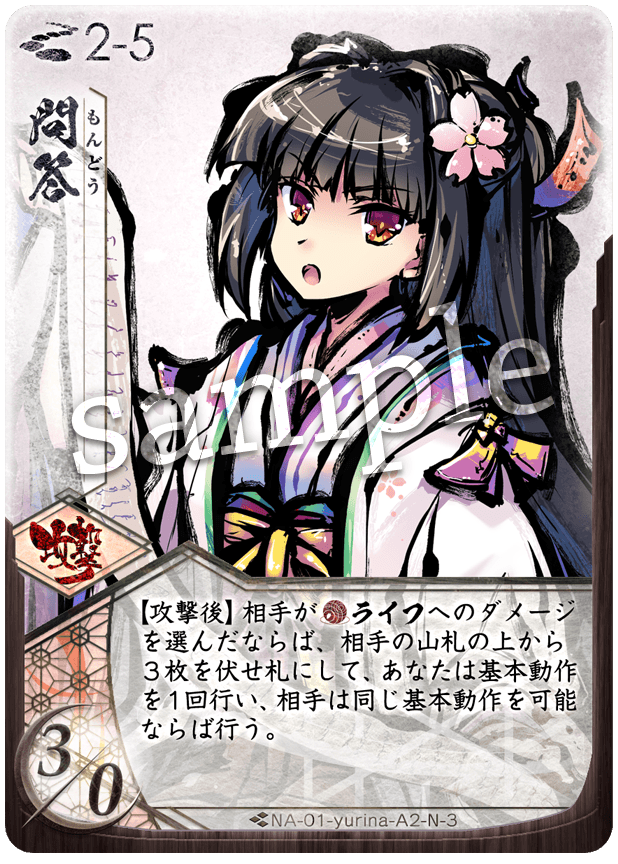 2-5
問答
もんどう
sample
攻撃
【攻撃後】相手がライフへのダメージ
を選んだならば、相手の山札の上から
３枚を伏せ札にして、あなたは基本動作
を１回行い、相手は同じ基本動作を可能
ならば行う。
3/0
NA-01-yurina-A2-N-3